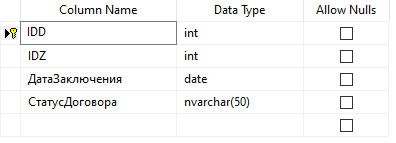 Column Name Data Type Allow Nulls
IDD int
IDZ int
ДатаЗаключения date
СтатусДоговора nvarchar(50)